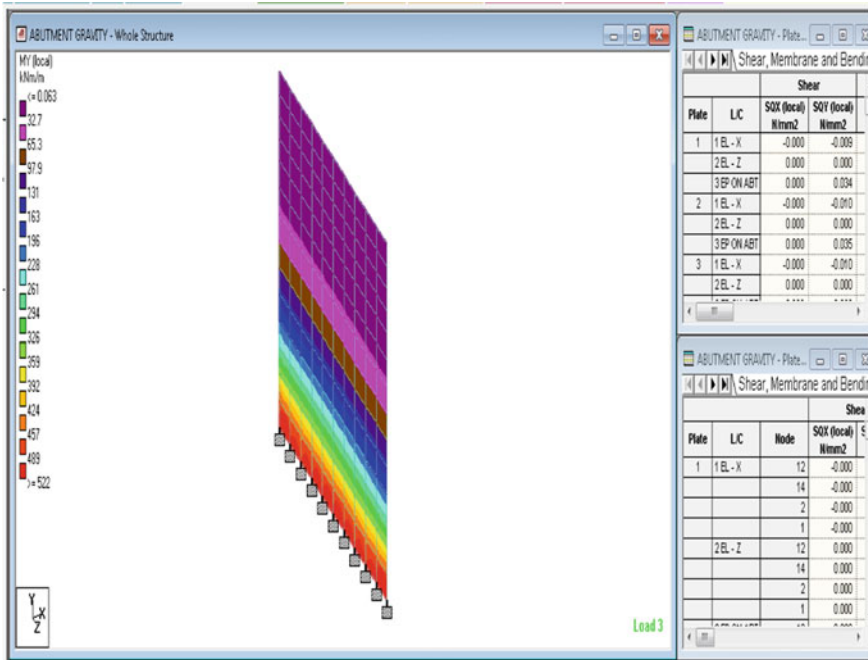 ABUTMENT GRAVITY - Whole Structure
MY (local)
kNm/m
<= 0.063
32.7
65.3
97.9
131
163
196
228
261
294
326
359
392
424
457
489
>= 522
Y
X
Z
Load 3
ABUTMENT GRAVITY - Plate...
Shear, Membrane and Bendin
Shear
Plate L/C SQX (local) N/mm2 SQY (local) N/mm2
1 1 EL - X -0.000 -0.009
2 EL - Z 0.000 0.000
3 EP ON ABT 0.000 0.034
2 1 EL - X -0.000 -0.010
2 EL - Z 0.000 0.000
3 EP ON ABT 0.000 0.035
3 1 EL - X -0.000 -0.010
2 EL - Z 0.000 0.000
ABUTMENT GRAVITY - Plate...
Shear, Membrane and Bendin
Shea
Plate L/C Node SQX (local) N/mm2 S
1 1 EL - X 12 -0.000
14 -0.000
2 -0.000
1 -0.000
2 EL - Z 12 0.000
14 0.000
2 0.000
1 0.000